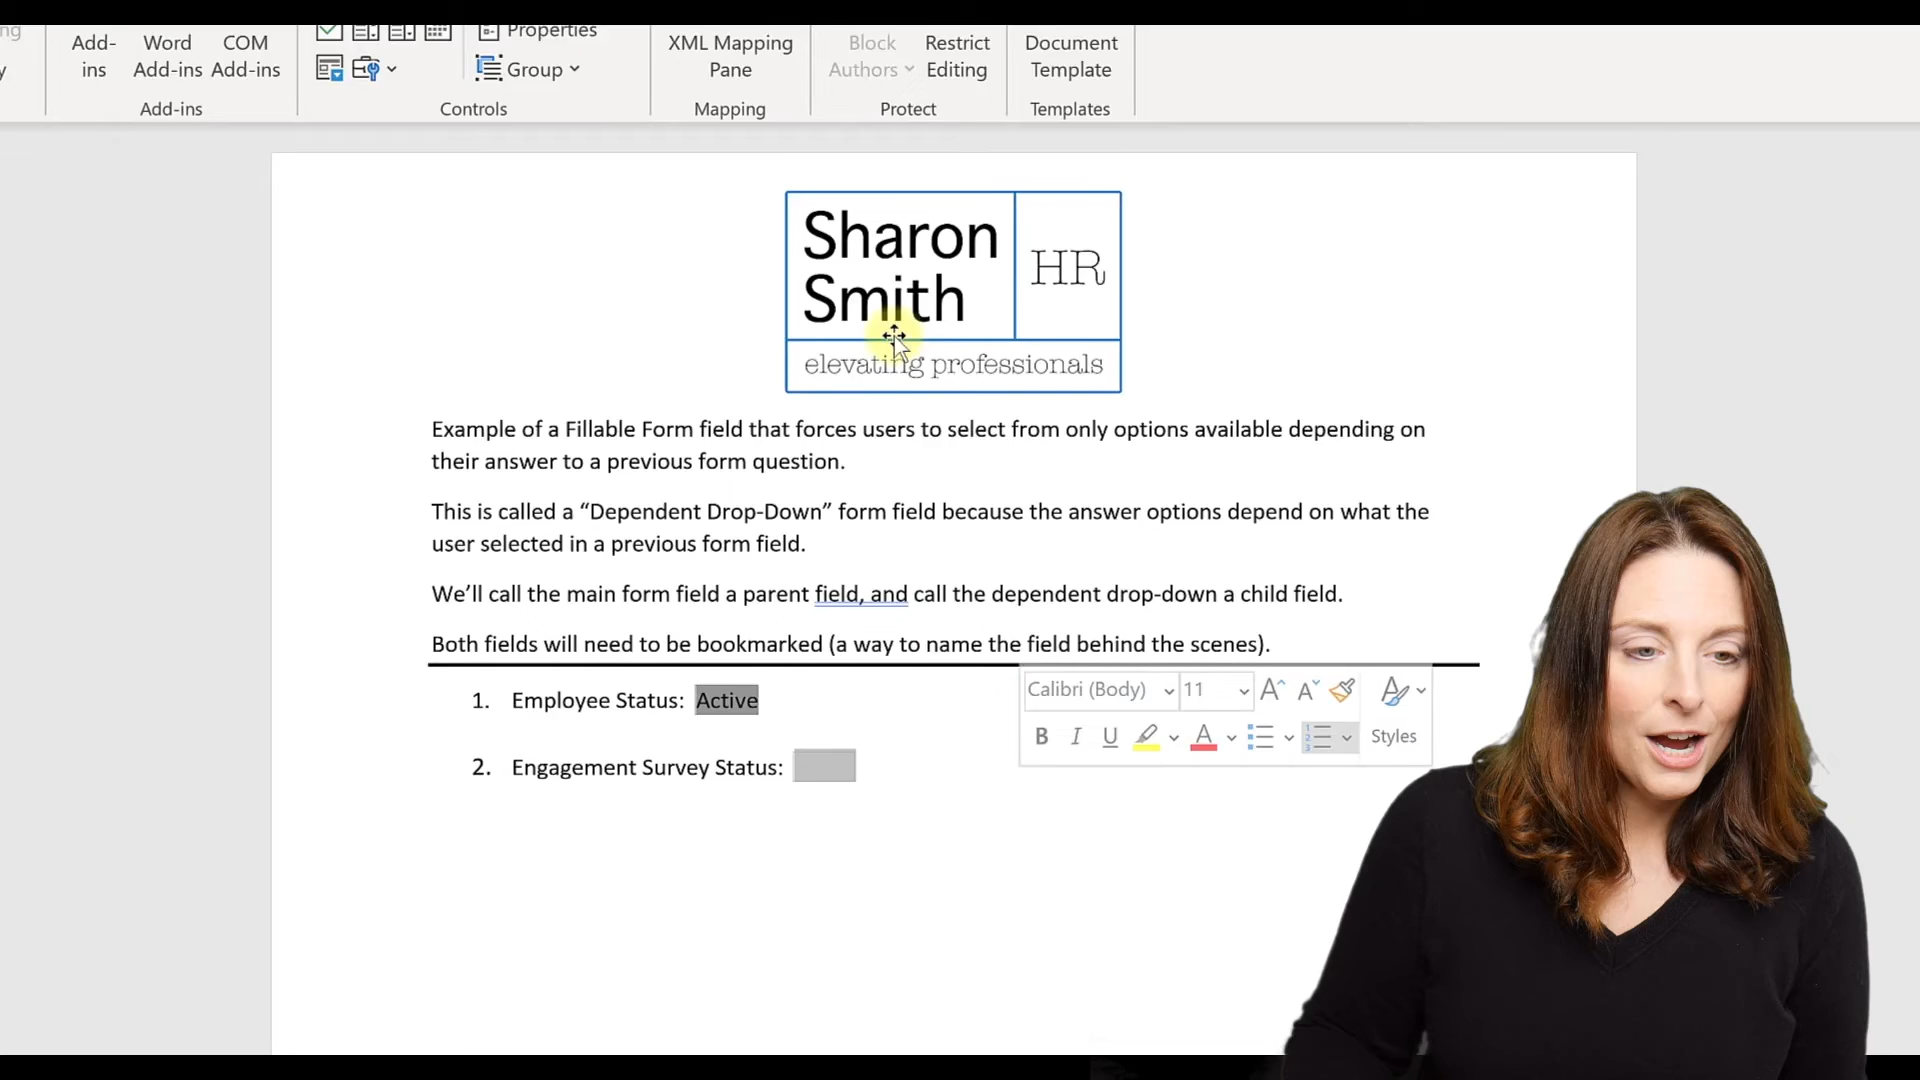 Properties
Add-
ins
Word
Add-ins
COM
Add-ins
Group
XML Mapping
Pane
Block
Authors
Restrict
Editing
Document
Template
Add-ins
Controls
Mapping
Protect
Templates
Sharon
Smith
HR
elevating professionals
Example of a Fillable Form field that forces users to select from only options available depending on
their answer to a previous form question.
This is called a “Dependent Drop-Down” form field because the answer options depend on what the
user selected in a previous form field.
We’ll call the main form field a parent field, and call the dependent drop-down a child field.
Both fields will need to be bookmarked (a way to name the field behind the scenes).
1. Employee Status: Active
2. Engagement Survey Status:
Calibri (Body) 11
B I U A Styles